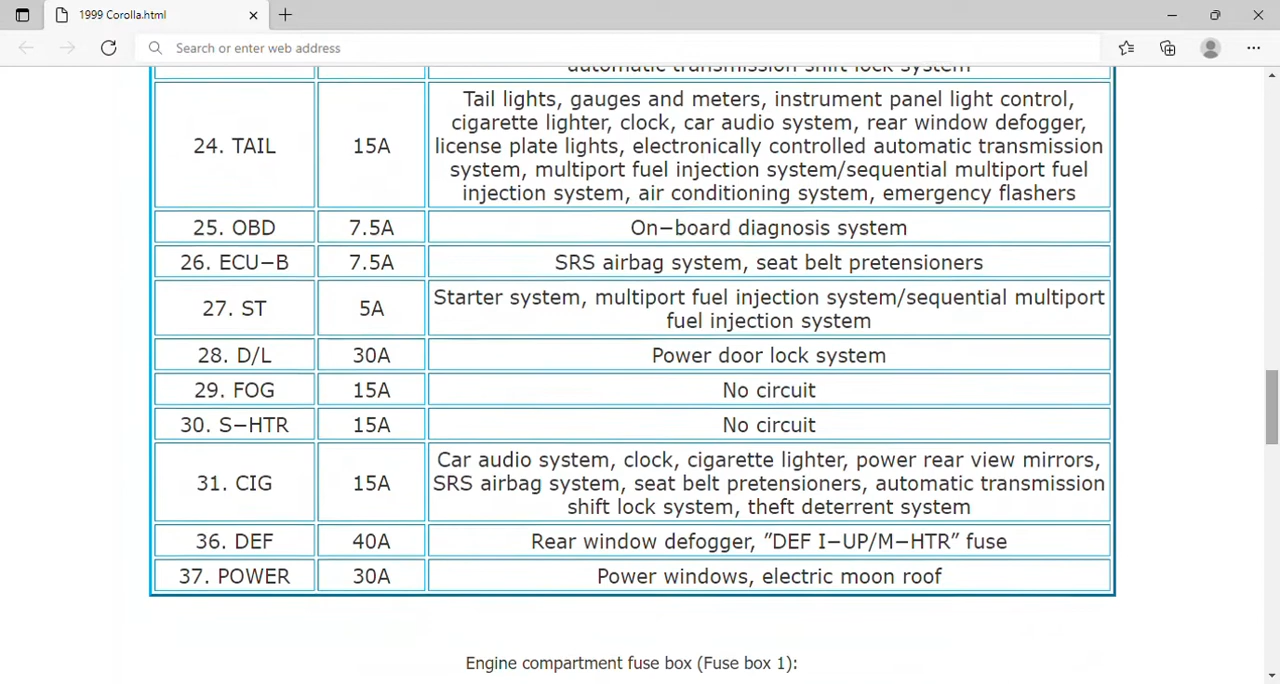 1999 Corolla.html
Search or enter web address
automatic transmission shift lock system
24. TAIL
15A
Tail lights, gauges and meters, instrument panel light control,
cigarette lighter, clock, car audio system, rear window defogger,
license plate lights, electronically controlled automatic transmission
system, multiport fuel injection system/sequential multiport fuel
injection system, air conditioning system, emergency flashers
25. OBD
7.5A
On−board diagnosis system
26. ECU−B
7.5A
SRS airbag system, seat belt pretensioners
27. ST
5A
Starter system, multiport fuel injection system/sequential multiport
fuel injection system
28. D/L
30A
Power door lock system
29. FOG
15A
No circuit
30. S−HTR
15A
No circuit
31. CIG
15A
Car audio system, clock, cigarette lighter, power rear view mirrors,
SRS airbag system, seat belt pretensioners, automatic transmission
shift lock system, theft deterrent system
36. DEF
40A
Rear window defogger, ”DEF I−UP/M−HTR” fuse
37. POWER
30A
Power windows, electric moon roof
Engine compartment fuse box (Fuse box 1):